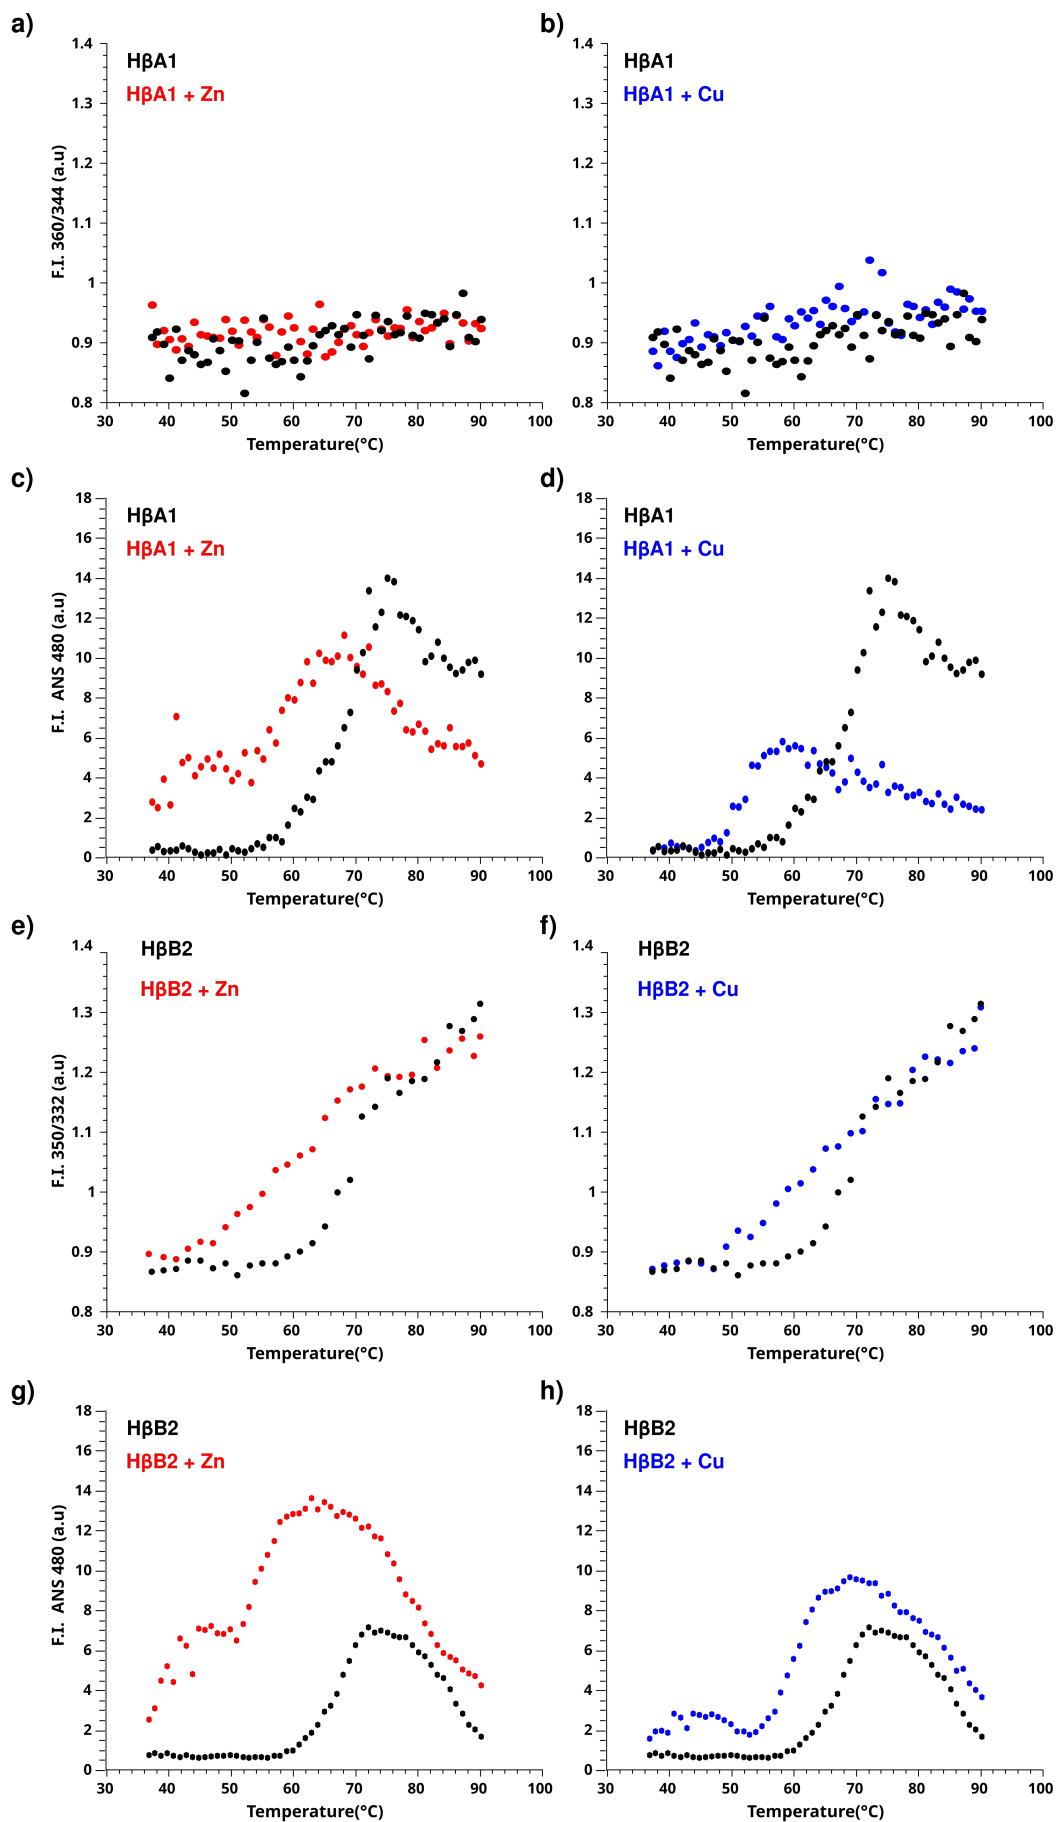 a)
HβA1
HβA1 + Zn
F.I. 360/344 (a.u)
1.4
1.3
1.2
1.1
1
0.9
0.8
30 40 50 60 70 80 90 100
Temperature(°C)
b)
HβA1
HβA1 + Cu
1.4
1.3
1.2
1.1
1
0.9
0.8
30 40 50 60 70 80 90 100
Temperature(°C)
c)
HβA1
HβA1 + Zn
F.I. ANS 480 (a.u)
18
16
14
12
10
8
6
4
2
0
30 40 50 60 70 80 90 100
Temperature(°C)
d)
HβA1
HβA1 + Cu
18
16
14
12
10
8
6
4
2
0
30 40 50 60 70 80 90 100
Temperature(°C)
e)
HβB2
HβB2 + Zn
F.I. 350/332 (a.u)
1.4
1.3
1.2
1.1
1
0.9
0.8
30 40 50 60 70 80 90 100
Temperature(°C)
f)
HβB2
HβB2 + Cu
1.4
1.3
1.2
1.1
1
0.9
0.8
30 40 50 60 70 80 90 100
Temperature(°C)
g)
HβB2
HβB2 + Zn
F.I. ANS 480 (a.u)
18
16
14
12
10
8
6
4
2
0
30 40 50 60 70 80 90 100
Temperature(°C)
h)
HβB2
HβB2 + Cu
18
16
14
12
10
8
6
4
2
0
30 40 50 60 70 80 90 100
Temperature(°C)